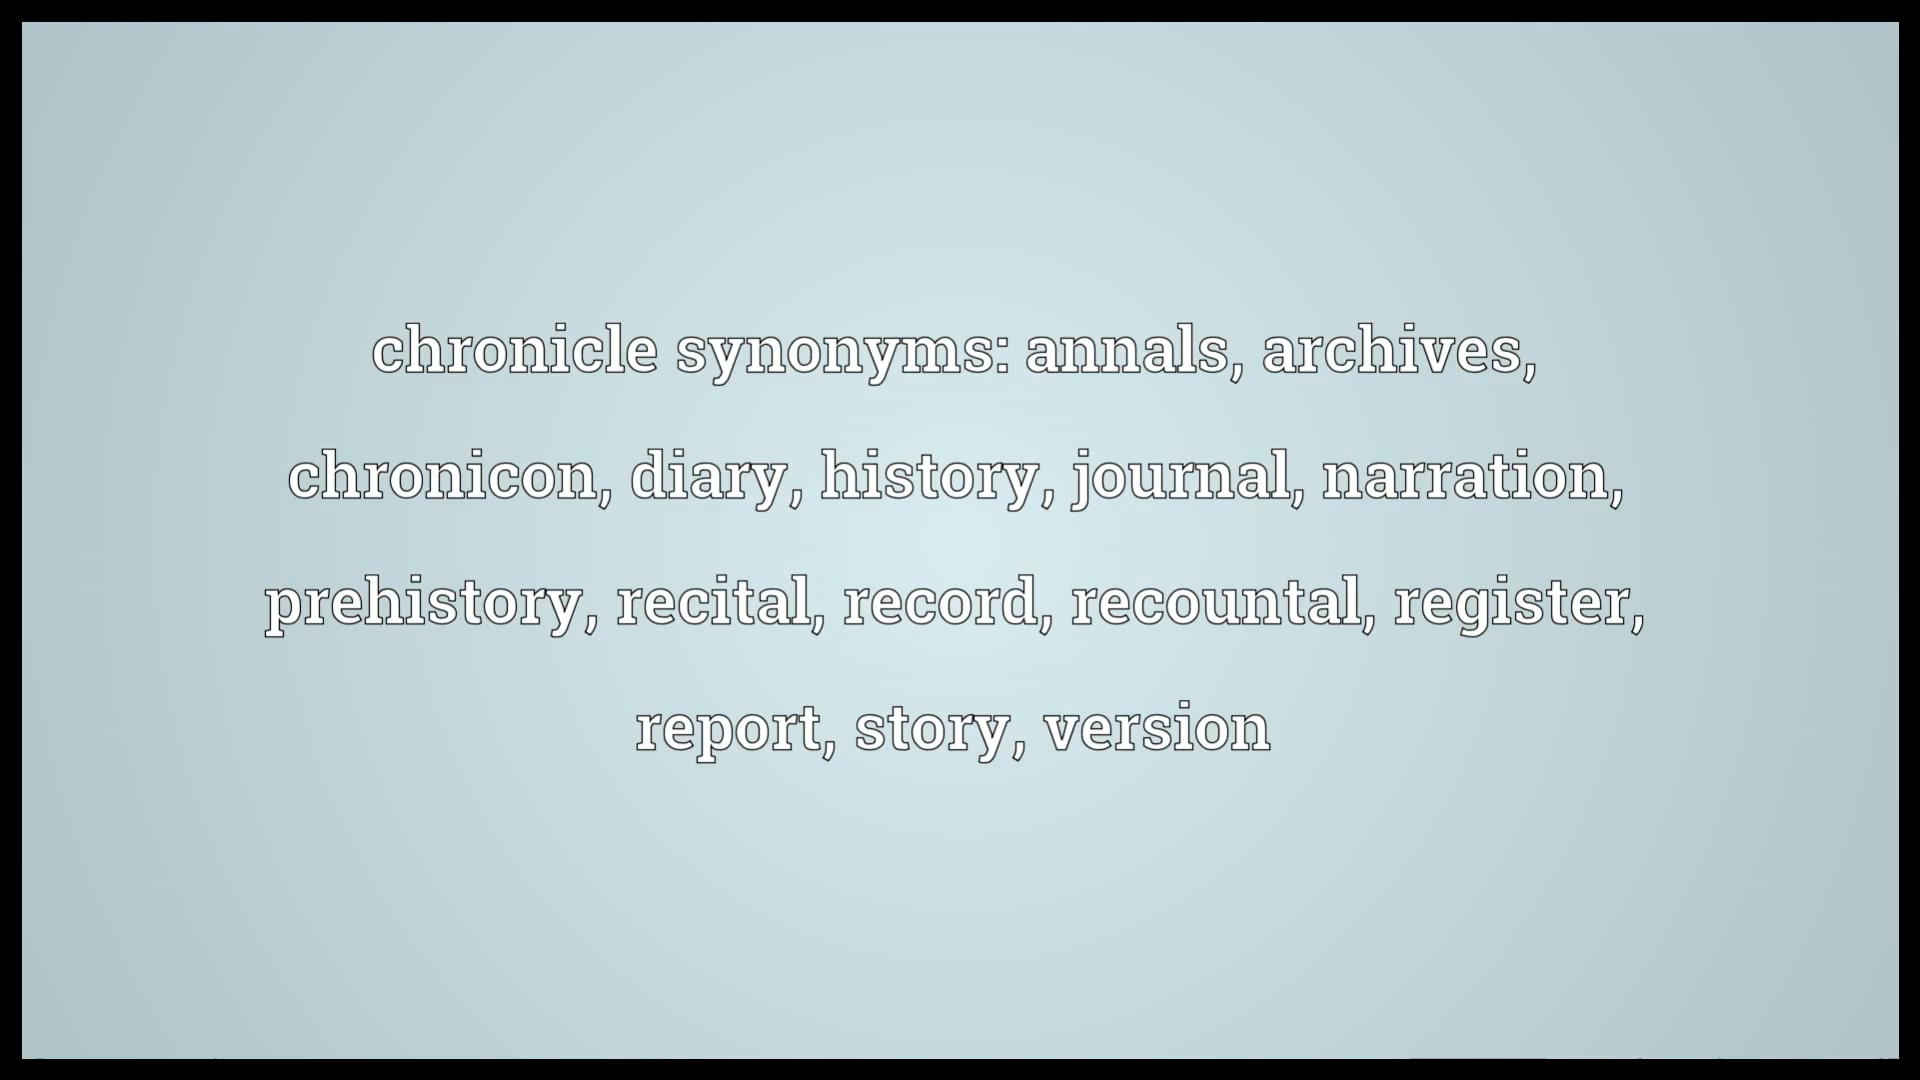 chronicle synonyms: annals, archives,
chronicon, diary, history, journal, narration,
prehistory, recital, record, recountal, register,
report, story, version